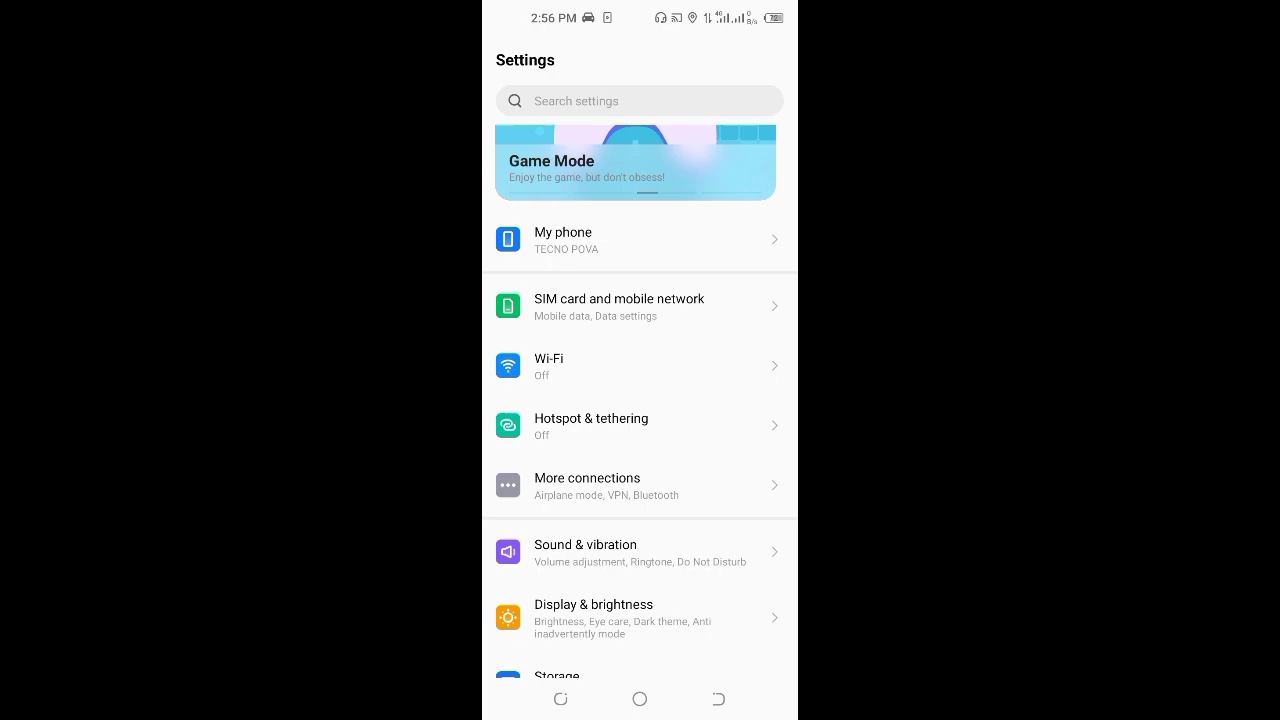 2:56 PM
4G
0
B/s
Settings
Search settings
Game Mode
Enjoy the game, but don't obsess!
My phone
TECNO POVA
SIM card and mobile network
Mobile data, Data settings
Wi-Fi
Off
Hotspot & tethering
Off
More connections
Airplane mode, VPN, Bluetooth
Sound & vibration
Volume adjustment, Ringtone, Do Not Disturb
Display & brightness
Brightness, Eye care, Dark theme, Anti
inadvertently mode
Storage